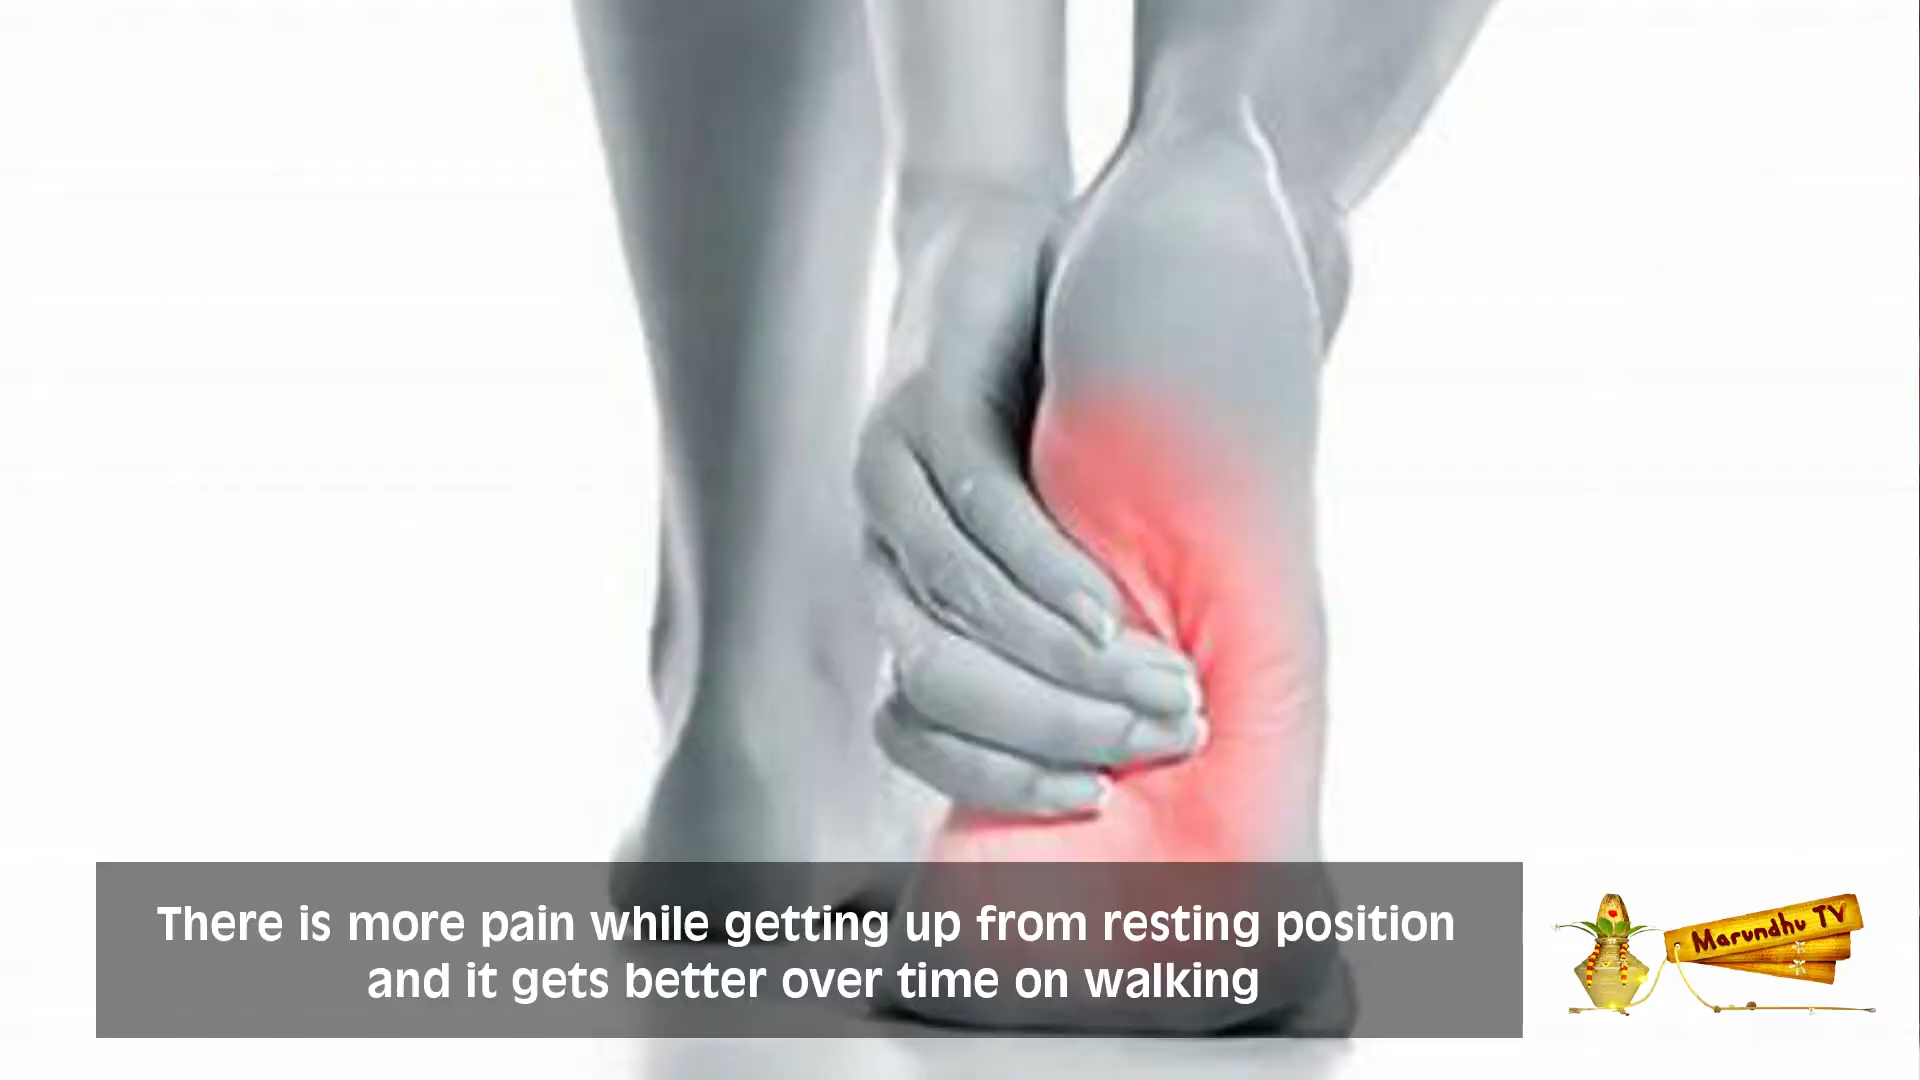 There is more pain while getting up from resting position
and it gets better over time on walking
Marundhu TV